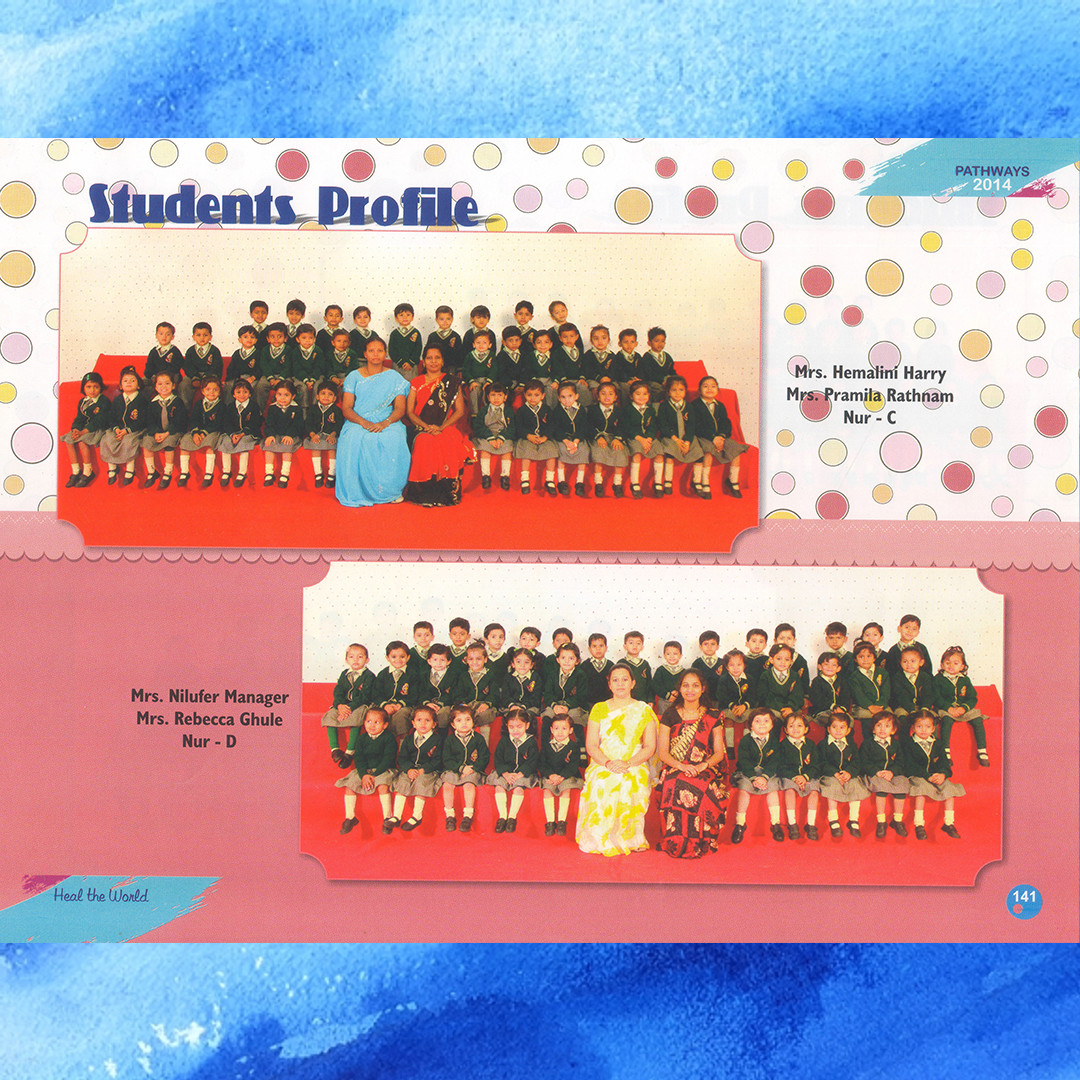 Students Profile
PATHWAYS
2014
Mrs. Hemalini Harry
Mrs. Pramila Rathnam
Nur - C
Mrs. Nilufer Manager
Mrs. Rebecca Ghule
Nur - D
Heal the World
141